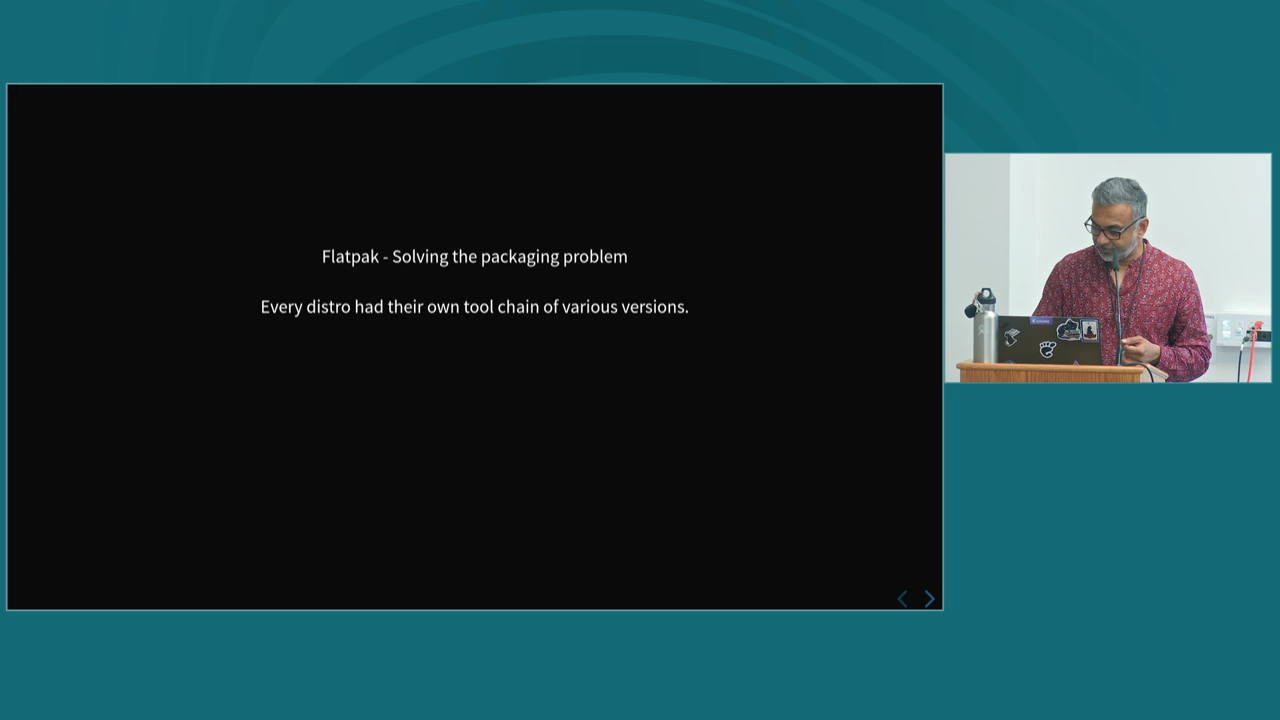 Flatpak - Solving the packaging problem
Every distro had their own tool chain of various versions.